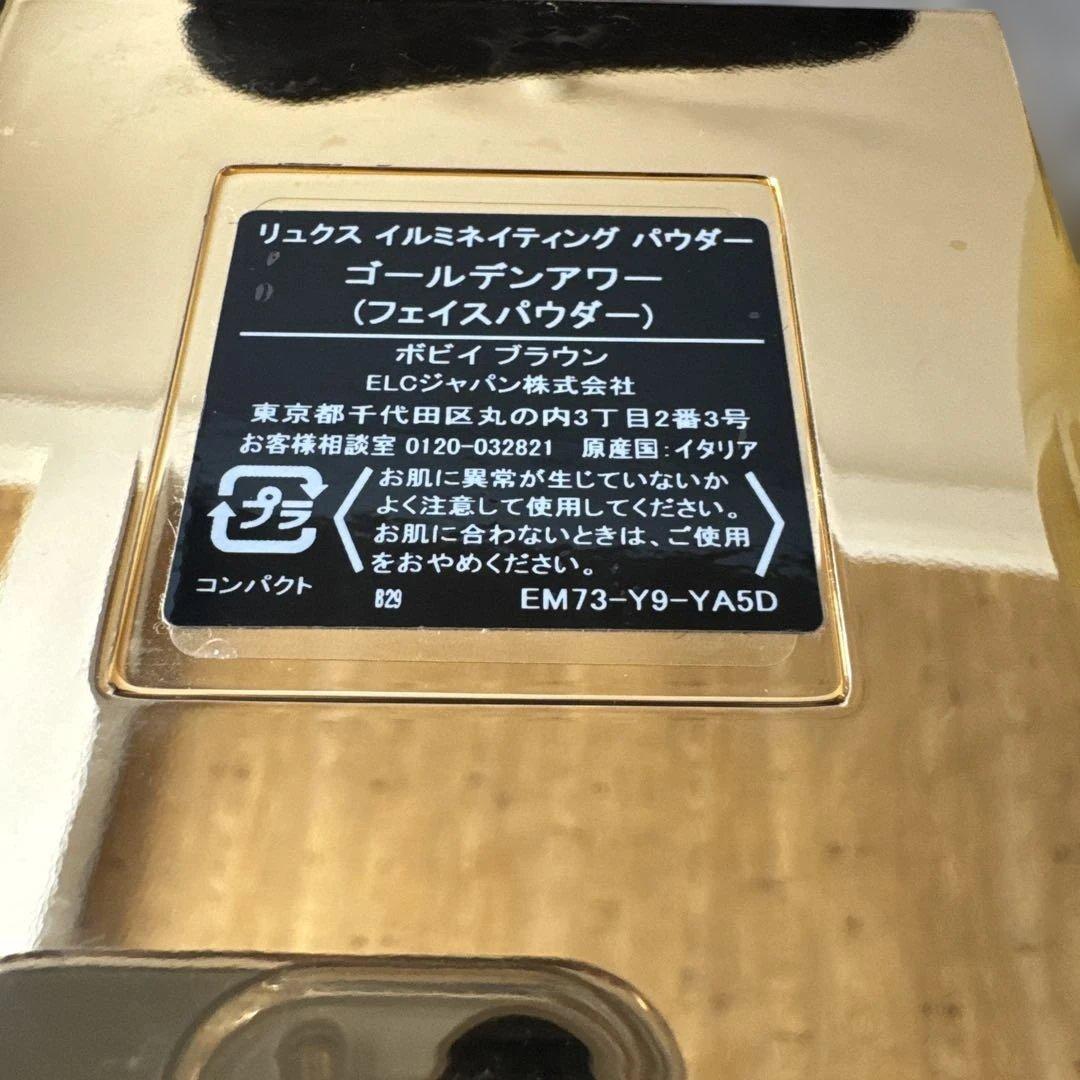 リュクス イルミネイティング パウダー
ゴールデンアワー
(フェイスパウダー)
ボビイ ブラウン
ELCジャパン株式会社
東京都千代田区丸の内3丁目2番3号
お客様相談室 0120-032821 原産国:イタリア
プラ
コンパクト
お肌に異常が生じていないか
よく注意して使用してください。
お肌に合わないときは、ご使用
をおやめください。
B29 EM73-Y9-YA5D